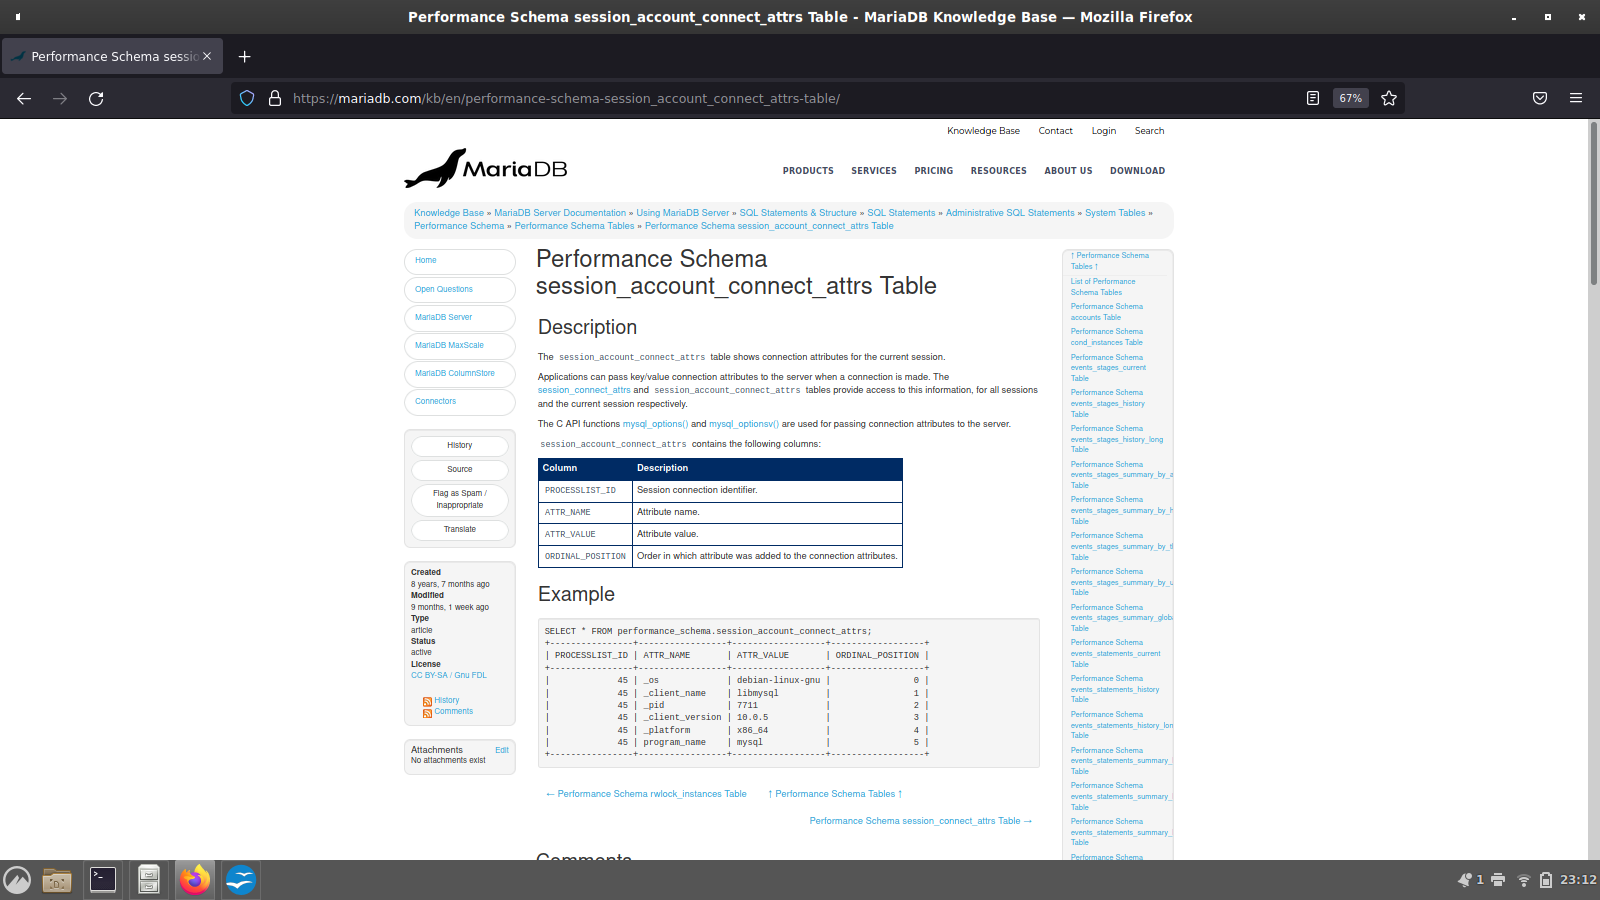 Performance Schema session_account_connect_attrs Table - MariaDB Knowledge Base — Mozilla Firefox
Performance Schema sessio
https://mariadb.com/kb/en/performance-schema-session_account_connect_attrs-table/
67%
Knowledge Base Contact Login Search
MariaDB
PRODUCTS SERVICES PRICING RESOURCES ABOUT US DOWNLOAD
Knowledge Base » MariaDB Server Documentation » Using MariaDB Server » SQL Statements & Structure » SQL Statements » Administrative SQL Statements » System Tables »
Performance Schema » Performance Schema Tables » Performance Schema session_account_connect_attrs Table
Home
Open Questions
MariaDB Server
MariaDB MaxScale
MariaDB ColumnStore
Connectors
History
Source
Flag as Spam /
Inappropriate
Translate
Created
8 years, 7 months ago
Modified
9 months, 1 week ago
Type
article
Status
active
License
CC BY-SA / Gnu FDL
History
Comments
Attachments Edit
No attachments exist
Performance Schema
session_account_connect_attrs Table
Description
The session_account_connect_attrs table shows connection attributes for the current session.
Applications can pass key/value connection attributes to the server when a connection is made. The
session_connect_attrs and session_account_connect_attrs tables provide access to this information, for all sessions
and the current session respectively.
The C API functions mysql_options() and mysql_optionsv() are used for passing connection attributes to the server.
session_account_connect_attrs contains the following columns:
Column Description
PROCESSLIST_ID Session connection identifier.
ATTR_NAME Attribute name.
ATTR_VALUE Attribute value.
ORDINAL_POSITION Order in which attribute was added to the connection attributes.
Example
SELECT * FROM performance_schema.session_account_connect_attrs;
+----------------+-----------------+------------------+------------------+
| PROCESSLIST_ID | ATTR_NAME       | ATTR_VALUE       | ORDINAL_POSITION |
+----------------+-----------------+------------------+------------------+
|             45 | _os             | debian-linux-gnu |                0 |
|             45 | _client_name    | libmysql         |                1 |
|             45 | _pid            | 7711             |                2 |
|             45 | _client_version | 10.0.5           |                3 |
|             45 | _platform       | x86_64           |                4 |
|             45 | program_name    | mysql            |                5 |
+----------------+-----------------+------------------+------------------+
← Performance Schema rwlock_instances Table ↑ Performance Schema Tables ↑
Performance Schema session_connect_attrs Table →
Comments
↑ Performance Schema
Tables ↑
List of Performance
Schema Tables
Performance Schema
accounts Table
Performance Schema
cond_instances Table
Performance Schema
events_stages_current
Table
Performance Schema
events_stages_history
Table
Performance Schema
events_stages_history_long
Table
Performance Schema
events_stages_summary_by_a
Table
Performance Schema
events_stages_summary_by_h
Table
Performance Schema
events_stages_summary_by_t
Table
Performance Schema
events_stages_summary_by_u
Table
Performance Schema
events_stages_summary_glob
Table
Performance Schema
events_statements_current
Table
Performance Schema
events_statements_history
Table
Performance Schema
events_statements_history_lon
Table
Performance Schema
events_statements_summary_
Table
Performance Schema
events_statements_summary_
Table
Performance Schema
events_statements_summary_
Table
Performance Schema
1
23:12